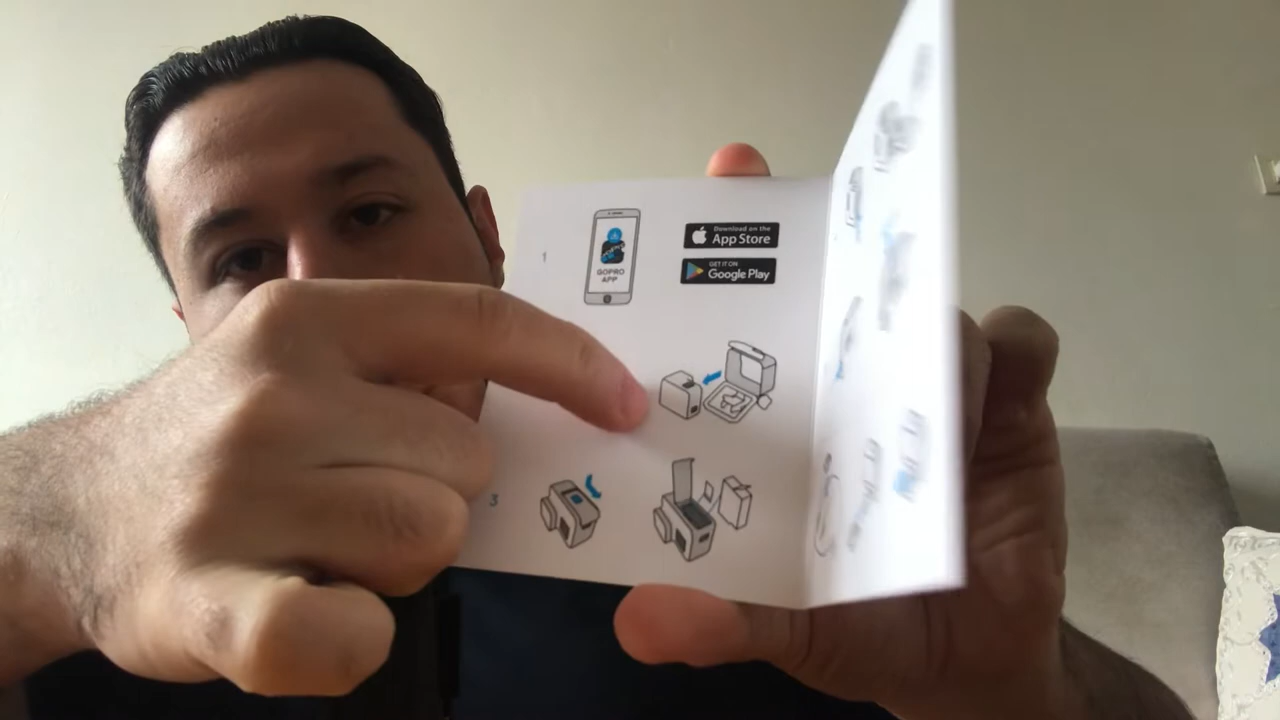 1
GOPRO
APP
Download on the
App Store
GET IT ON
Google Play
3